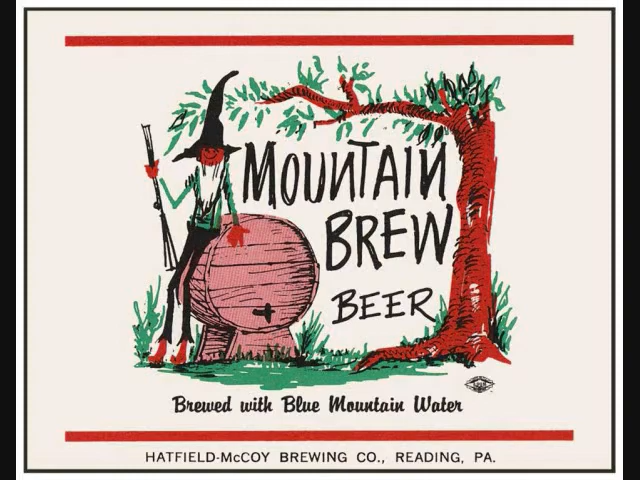 MOUNTAIN
BREW
BEER
Brewed with Blue Mountain Water
HATFIELD-McCOY BREWING CO., READING, PA.